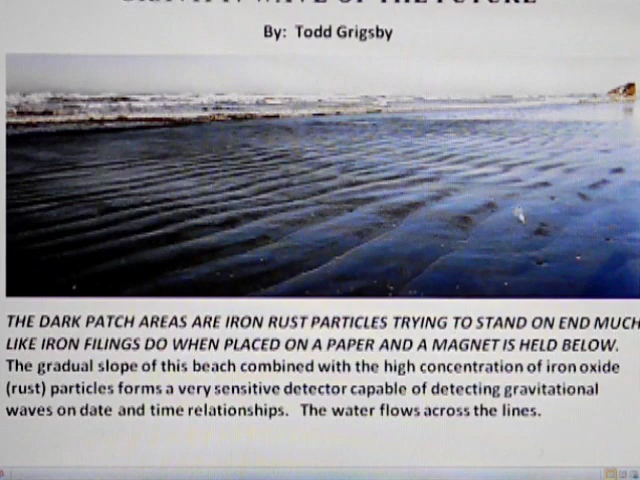 By: Todd Grigsby
THE DARK PATCH AREAS ARE IRON RUST PARTICLES TRYING TO STAND ON END MUCH
LIKE IRON FILINGS DO WHEN PLACED ON A PAPER AND A MAGNET IS HELD BELOW.
The gradual slope of this beach combined with the high concentration of iron oxide
(rust) particles forms a very sensitive detector capable of detecting gravitational
waves on date and time relationships. The water flows across the lines.